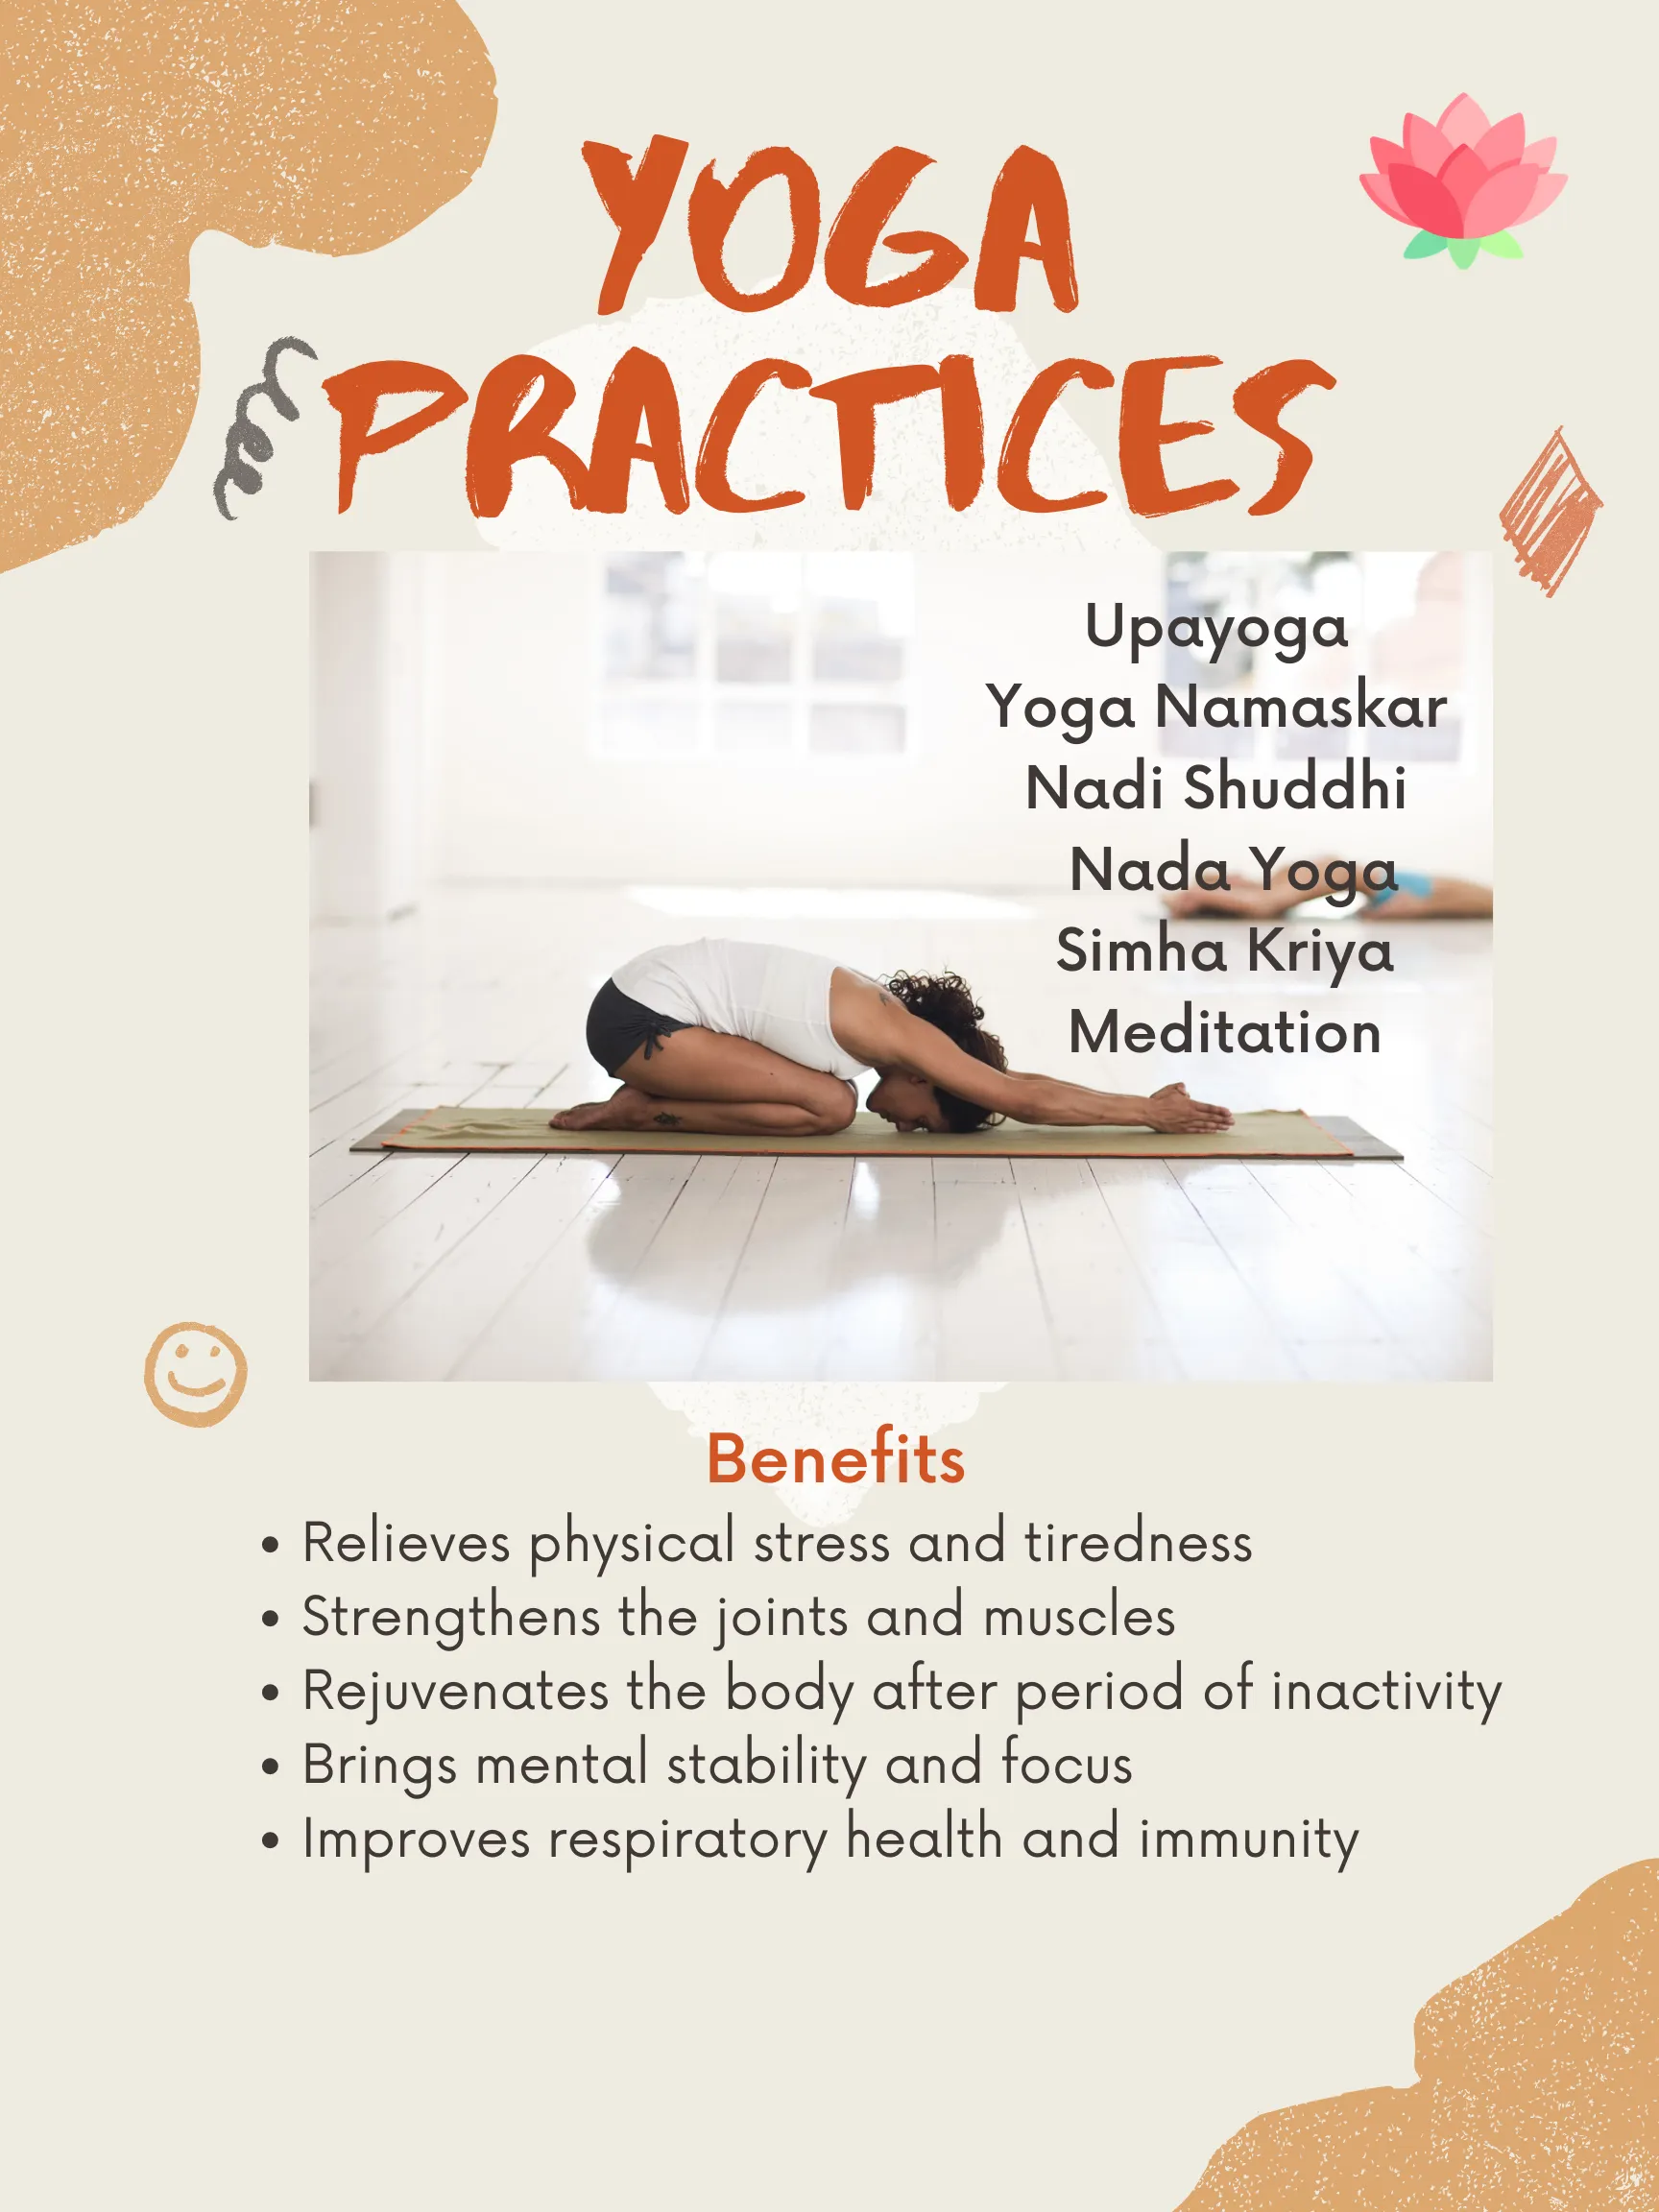 YOGA
PRACTICES
Upayoga
Yoga Namaskar
Nadi Shuddhi
Nada Yoga
Simha Kriya
Meditation
Benefits
• Relieves physical stress and tiredness
• Strengthens the joints and muscles
• Rejuvenates the body after period of inactivity
• Brings mental stability and focus
• Improves respiratory health and immunity